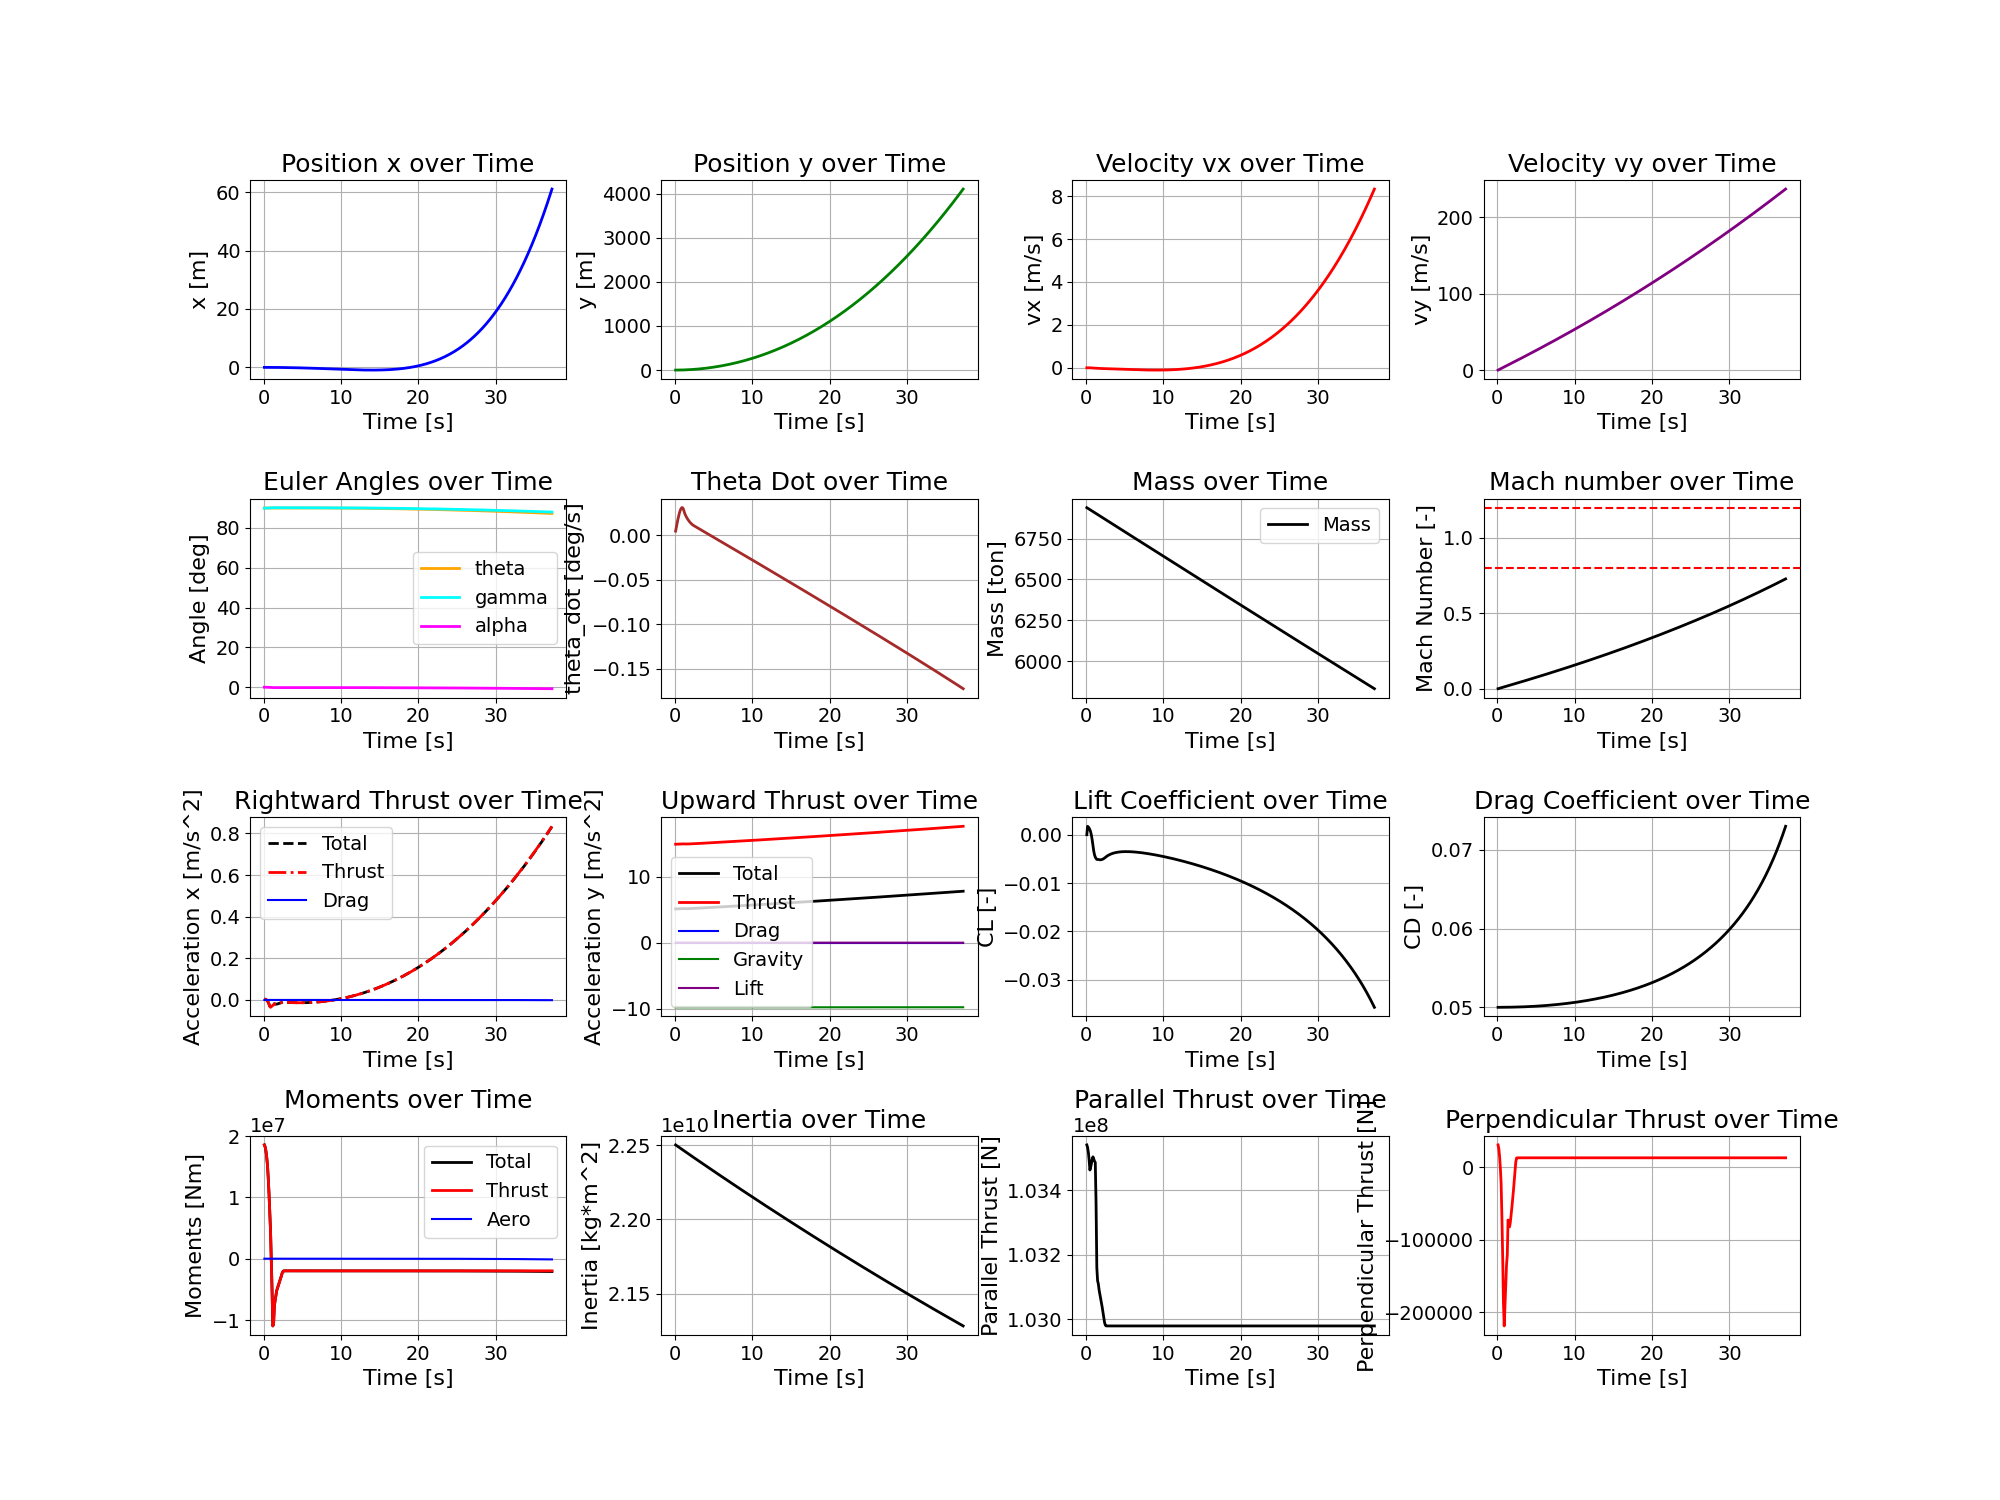 Position x over Time
x [m]
60
40
20
0
0 10 20 30
Time [s]
Position y over Time
y [m]
4000
3000
2000
1000
0
0 10 20 30
Time [s]
Velocity vx over Time
vx [m/s]
8
6
4
2
0
0 10 20 30
Time [s]
Velocity vy over Time
vy [m/s]
200
100
0
0 10 20 30
Time [s]
Euler Angles over Time
Angle [deg]
80
60
40
20
0
theta
gamma
alpha
0 10 20 30
Time [s]
Theta Dot over Time
theta_dot [deg/s]
0.00
−0.05
−0.10
−0.15
0 10 20 30
Time [s]
Mass over Time
Mass [ton]
6750
6500
6250
6000
Mass
0 10 20 30
Time [s]
Mach number over Time
Mach Number [-]
1.0
0.5
0.0
0 10 20 30
Time [s]
Rightward Thrust over Time
Acceleration x [m/s^2]
0.8
0.6
0.4
0.2
0.0
Total
Thrust
Drag
0 10 20 30
Time [s]
Upward Thrust over Time
Acceleration y [m/s^2]
10
0
−10
Total
Thrust
Drag
Gravity
Lift
0 10 20 30
Time [s]
Lift Coefficient over Time
CL [-]
0.00
−0.01
−0.02
−0.03
0 10 20 30
Time [s]
Drag Coefficient over Time
CD [-]
0.07
0.06
0.05
0 10 20 30
Time [s]
Moments over Time
1e7
Moments [Nm]
2
1
0
−1
Total
Thrust
Aero
0 10 20 30
Time [s]
Inertia over Time
1e10
Inertia [kg*m^2]
2.25
2.20
2.15
0 10 20 30
Time [s]
Parallel Thrust over Time
1e8
Parallel Thrust [N]
1.034
1.032
1.030
0 10 20 30
Time [s]
Perpendicular Thrust over Time
Perpendicular Thrust [N]
0
−100000
−200000
0 10 20 30
Time [s]